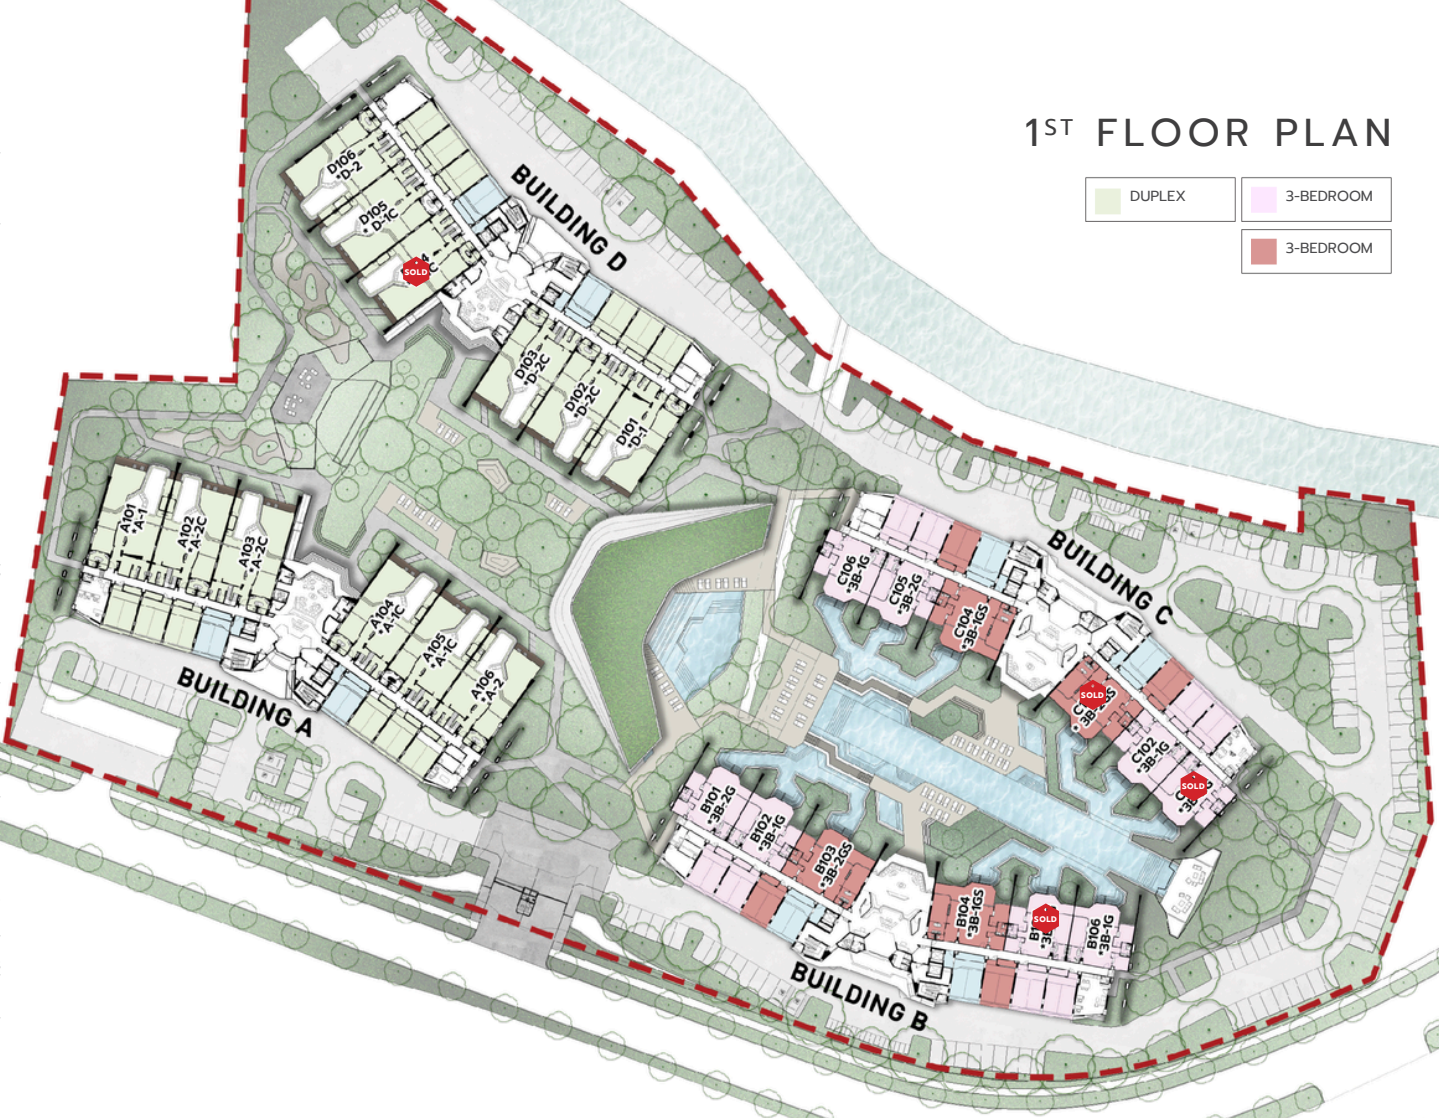 1ST FLOOR PLAN
DUPLEX
3-BEDROOM
3-BEDROOM
BUILDING D
D106
*D-2
D105
* D-1C
SOLD
D103
*D-2C
D102
*D-2C
D101
*D-1
BUILDING A
A101
*A-1
A102
*A-2C
A103
*A-2C
A104
*A-1C
A105
*A-1C
A106
*A-2
BUILDING C
C106
*3B-1G
C105
*3B-2G
C104
*3B-1GS
SOLD
C102
*3B-1G
SOLD
BUILDING B
B101
*3B-2G
B102
*3B-1G
B103
*3B-2GS
B104
*3B-1GS
SOLD
B106
*3B-1G